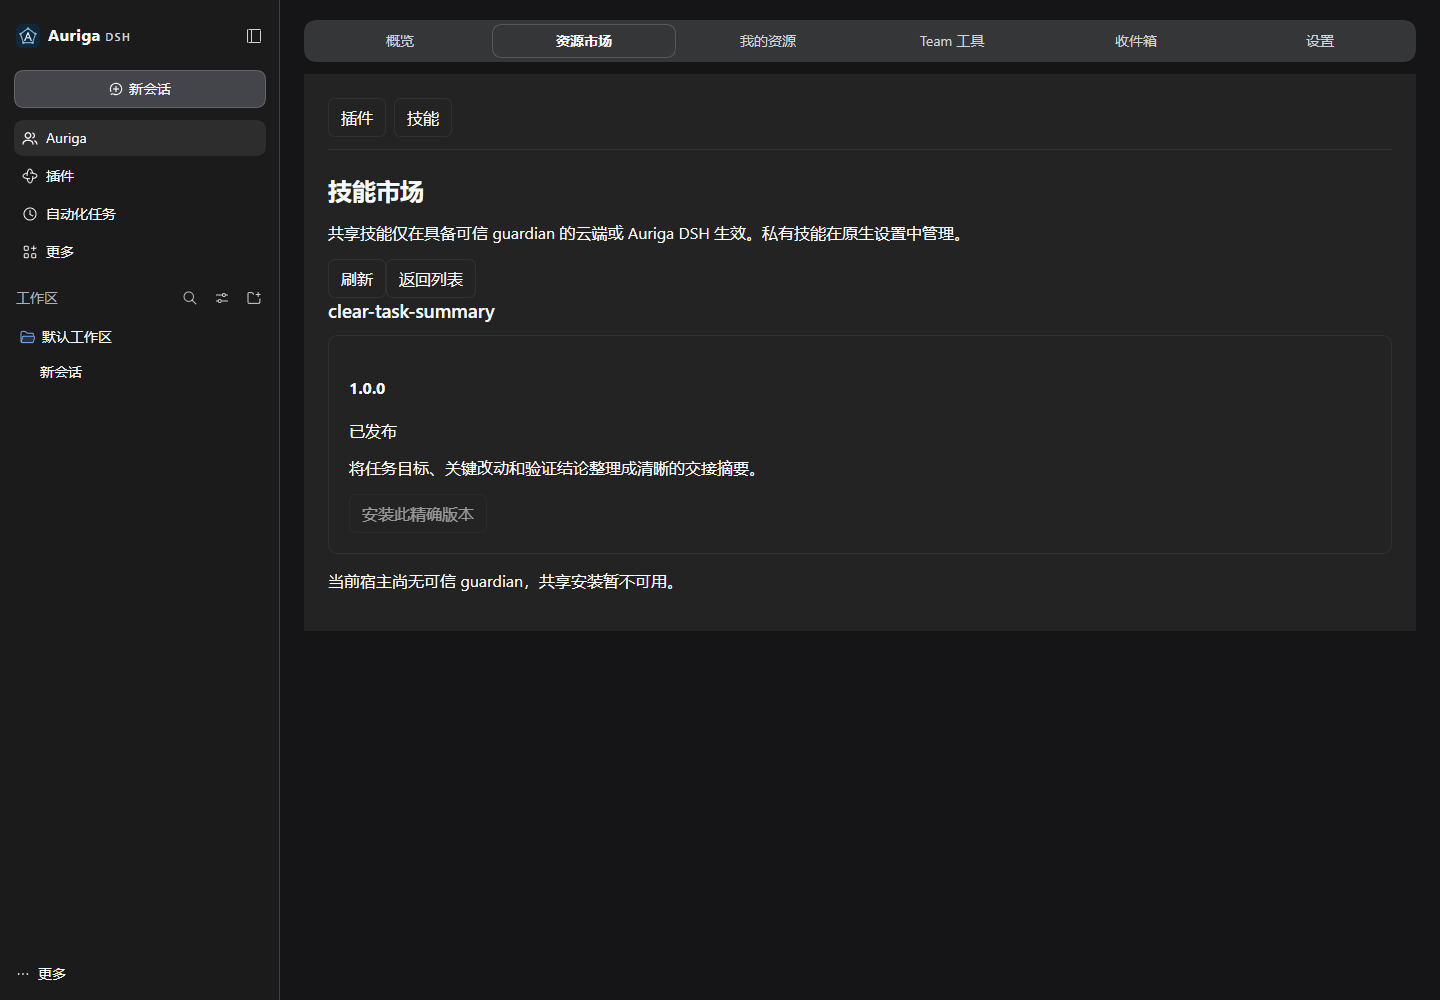 Auriga DSH
新会话
Auriga
插件
自动化任务
更多
工作区
默认工作区
新会话
更多
概览
资源市场
我的资源
Team 工具
收件箱
设置
插件
技能
技能市场
共享技能仅在具备可信 guardian 的云端或 Auriga DSH 生效。私有技能在原生设置中管理。
刷新
返回列表
clear-task-summary
1.0.0
已发布
将任务目标、关键改动和验证结论整理成清晰的交接摘要。
安装此精确版本
当前宿主尚无可信 guardian，共享安装暂不可用。